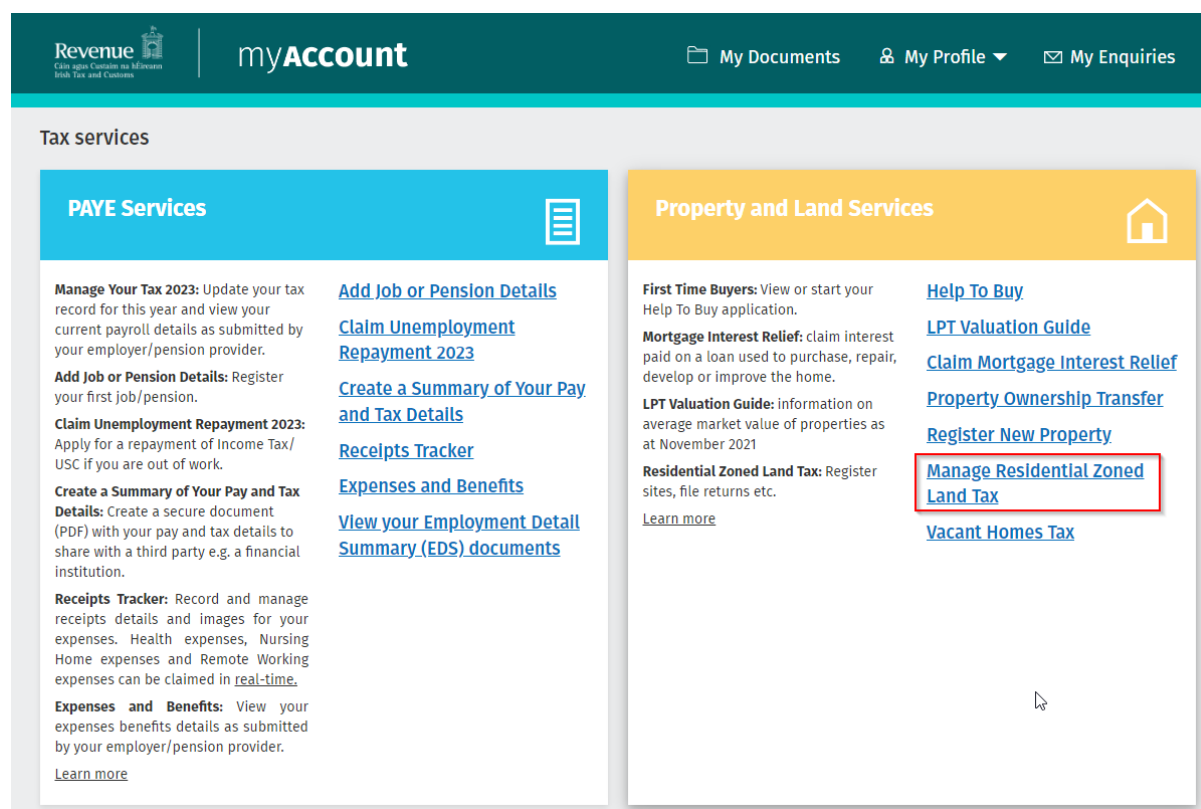 Revenue
Cáin agus Custaim na hÉireann
Irish Tax and Customs
myAccount
My Documents
My Profile
My Enquiries
Tax services
PAYE Services
Manage Your Tax 2023: Update your tax
record for this year and view your
current payroll details as submitted by
your employer/pension provider.
Add Job or Pension Details: Register
your first job/pension.
Claim Unemployment Repayment 2023:
Apply for a repayment of Income Tax/
USC if you are out of work.
Create a Summary of Your Pay and Tax
Details: Create a secure document
(PDF) with your pay and tax details to
share with a third party e.g. a financial
institution.
Receipts Tracker: Record and manage
receipts details and images for your
expenses. Health expenses, Nursing
Home expenses and Remote Working
expenses can be claimed in real-time.
Expenses and Benefits: View your
expenses benefits details as submitted
by your employer/pension provider.
Learn more
Add Job or Pension Details
Claim Unemployment
Repayment 2023
Create a Summary of Your Pay
and Tax Details
Receipts Tracker
Expenses and Benefits
View your Employment Detail
Summary (EDS) documents
Property and Land Services
First Time Buyers: View or start your
Help To Buy application.
Mortgage Interest Relief: claim interest
paid on a loan used to purchase, repair,
develop or improve the home.
LPT Valuation Guide: information on
average market value of properties as
at November 2021
Residential Zoned Land Tax: Register
sites, file returns etc.
Learn more
Help To Buy
LPT Valuation Guide
Claim Mortgage Interest Relief
Property Ownership Transfer
Register New Property
Manage Residential Zoned
Land Tax
Vacant Homes Tax